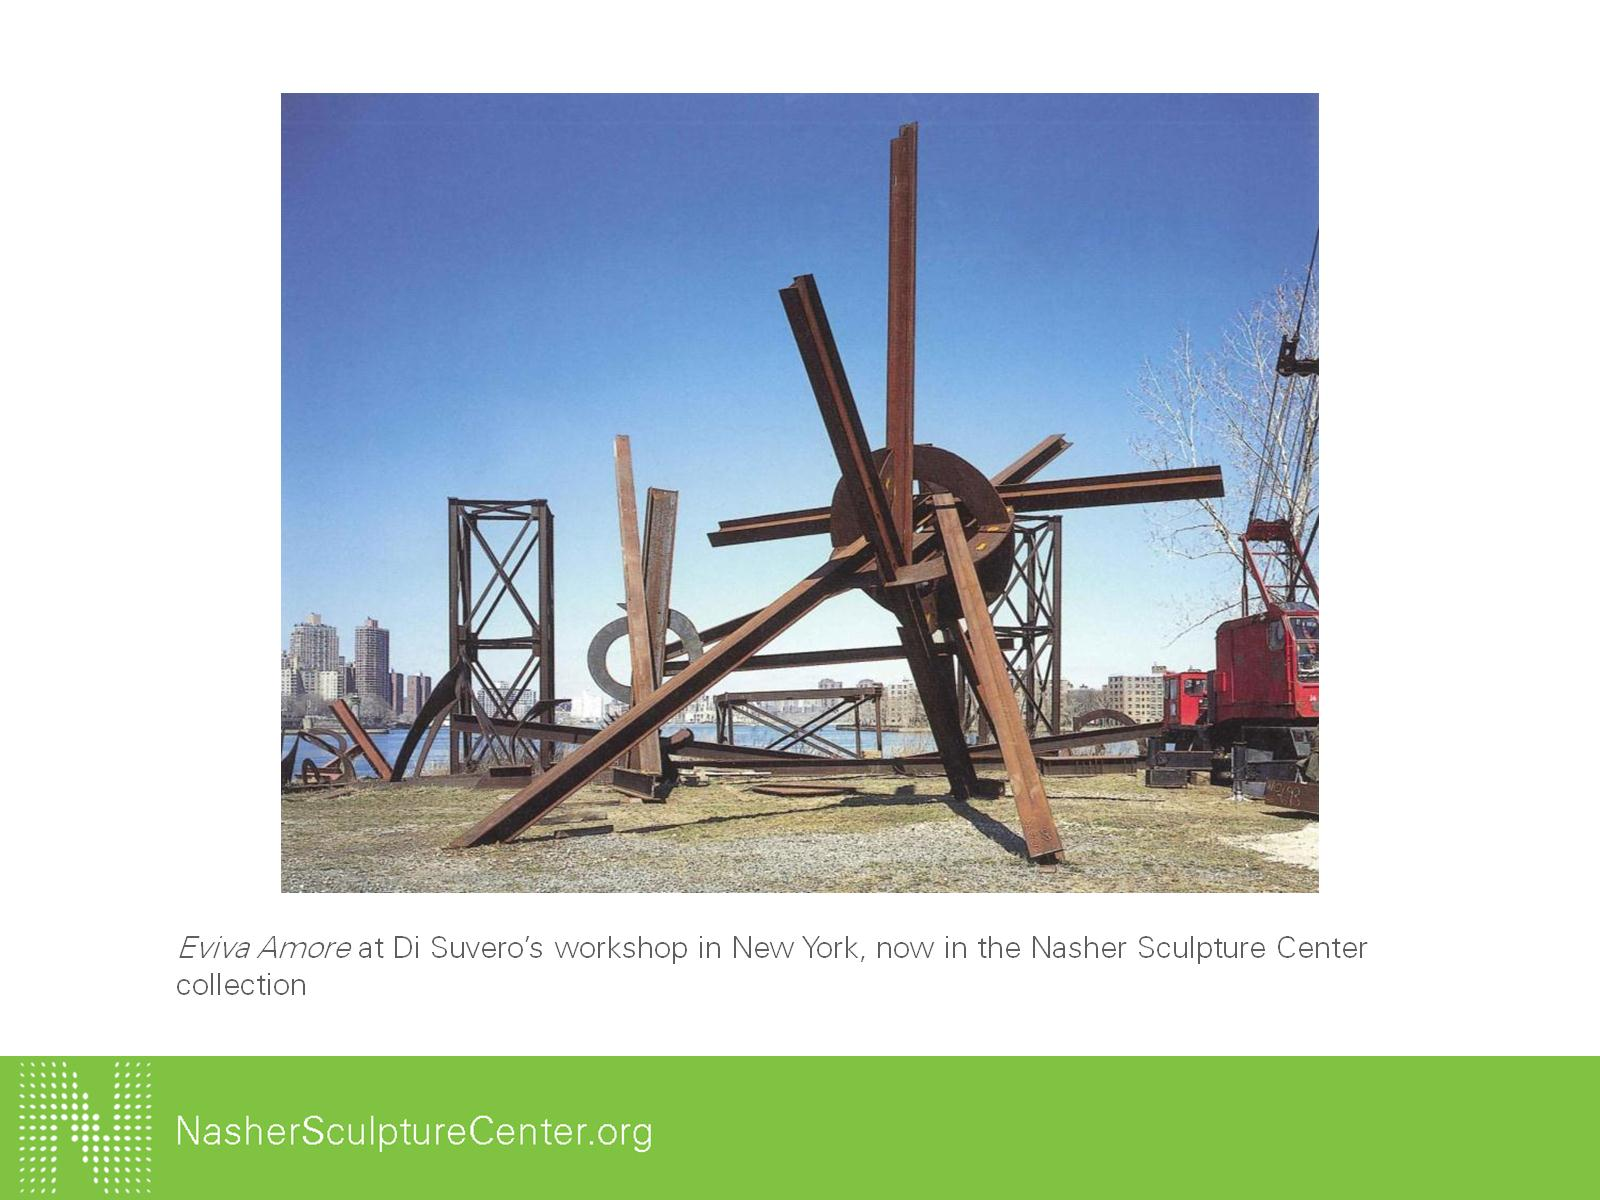 Eviva Amore at Di Suvero's workshop in New York, now in the Nasher Sculpture Center
collection
NasherSculptureCenter.org